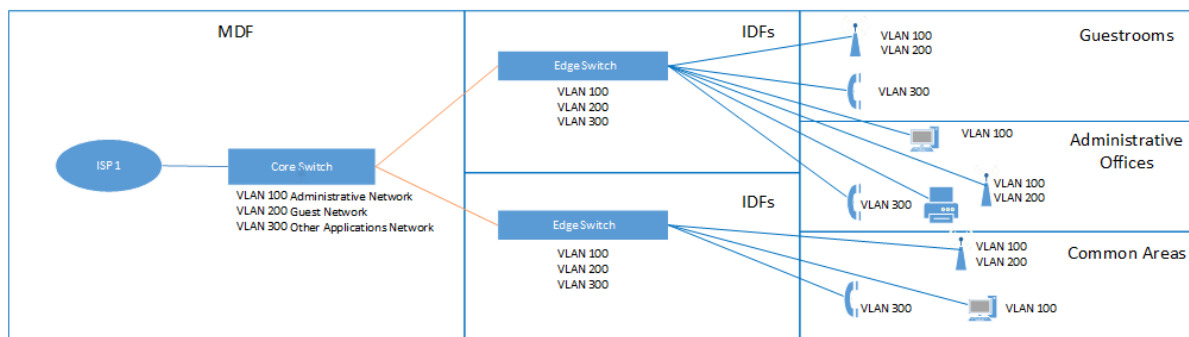 MDF
ISP 1
Core Switch
VLAN 100 Administrative Network
VLAN 200 Guest Network
VLAN 300 Other Applications Network
IDFs
Edge Switch
VLAN 100
VLAN 200
VLAN 300
IDFs
Edge Switch
VLAN 100
VLAN 200
VLAN 300
Guestrooms
VLAN 100
VLAN 200
VLAN 300
Administrative
Offices
VLAN 100
VLAN 100
VLAN 200
VLAN 300
Common Areas
VLAN 100
VLAN 200
VLAN 300
VLAN 100